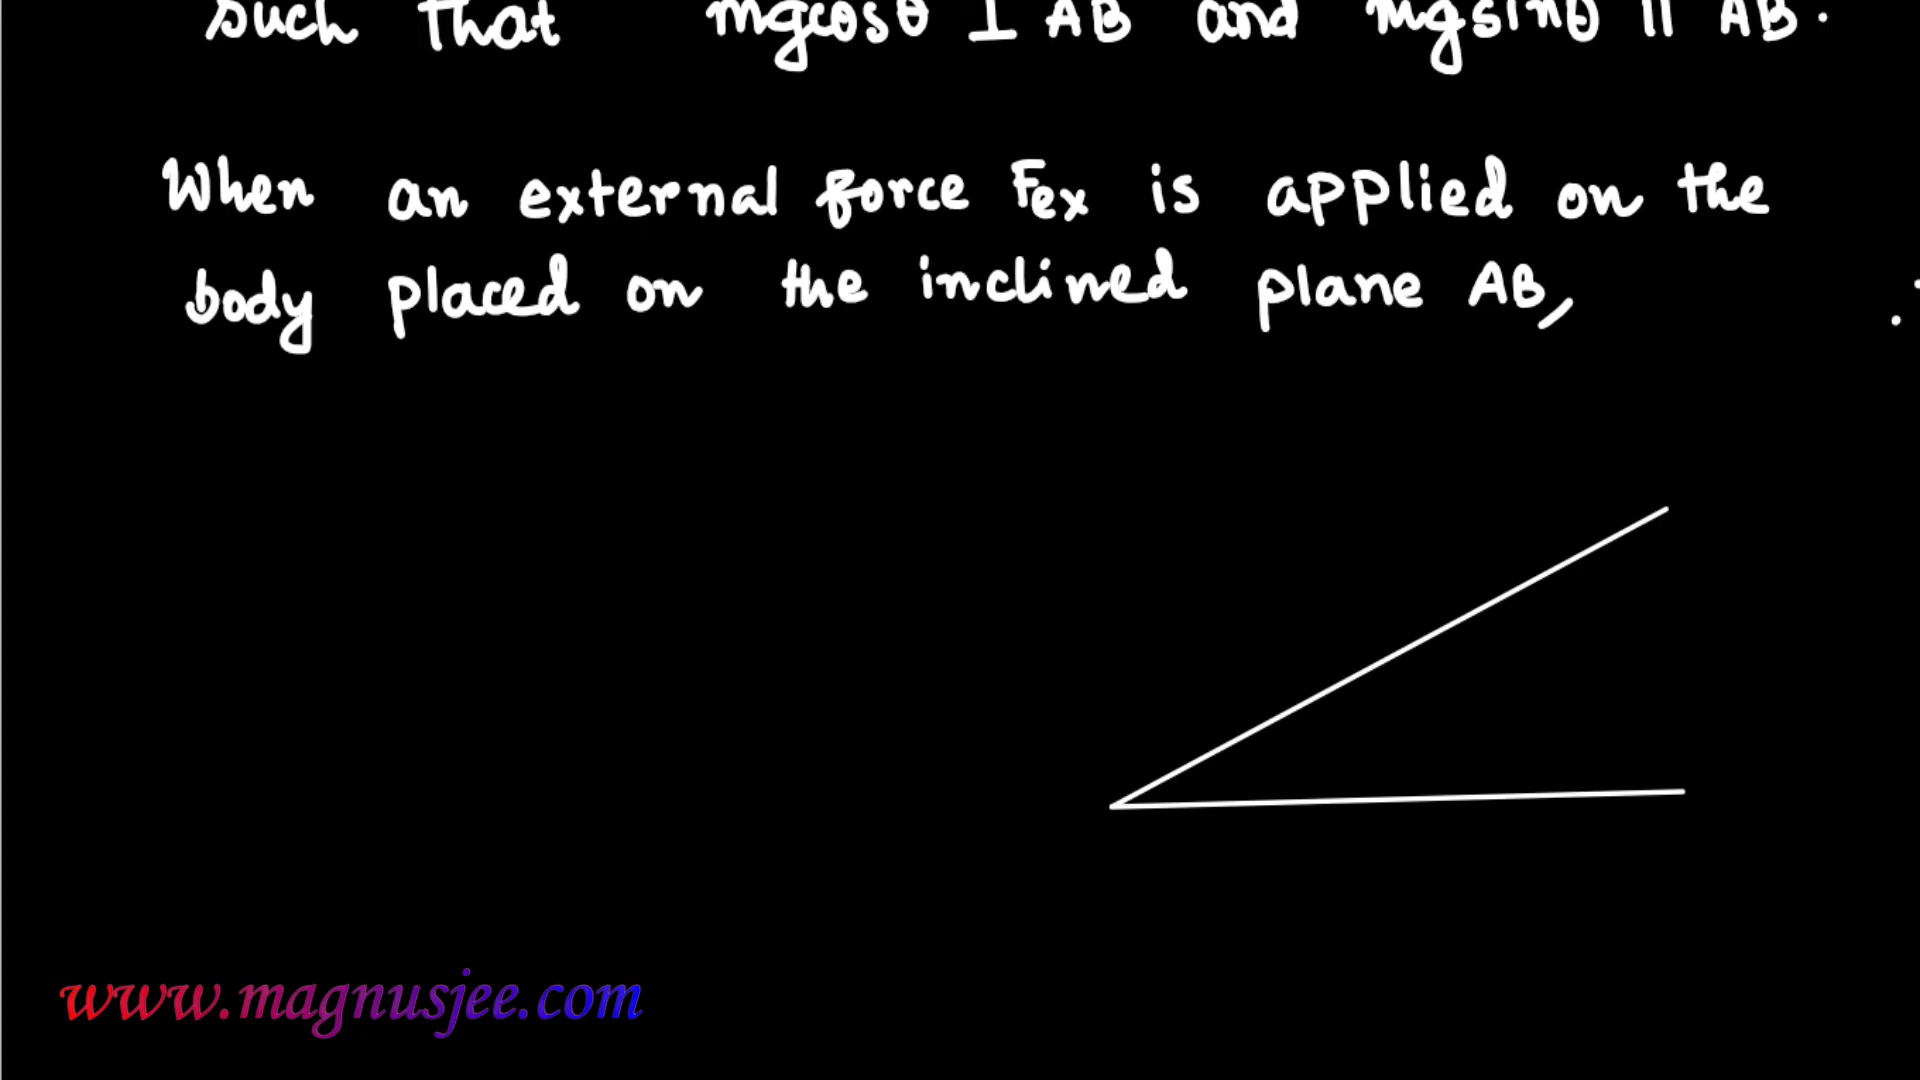 such that mgcosθ ⊥ AB and mgsinθ || AB.
When an external force Fex is applied on the
body placed on the inclined plane AB,
www.magnusjee.com